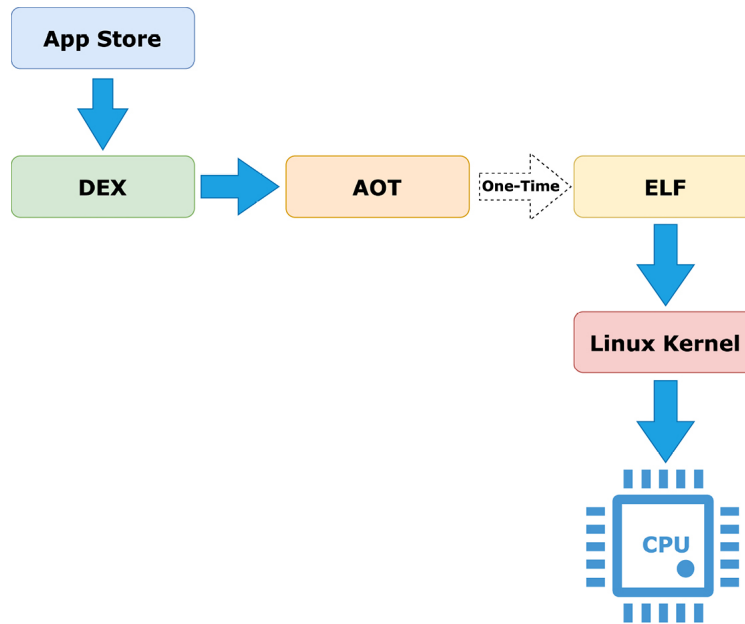 App Store
DEX
AOT
One-Time
ELF
Linux Kernel
CPU